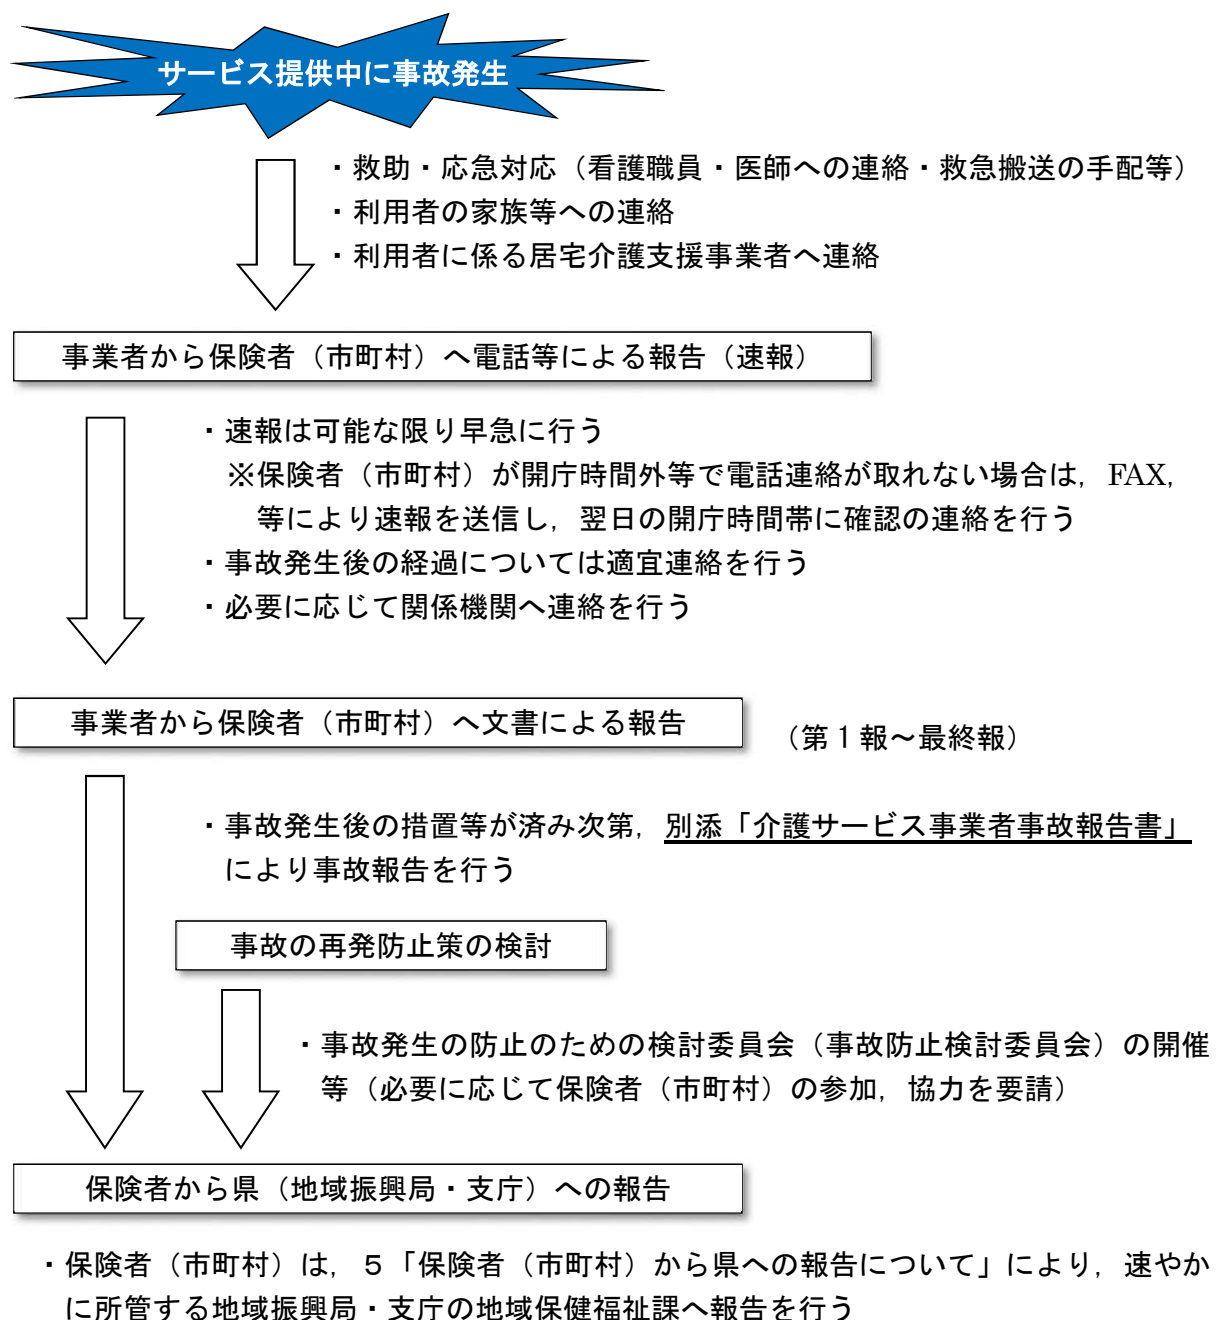 サービス提供中に事故発生
・救助・応急対応（看護職員・医師への連絡・救急搬送の手配等）
・利用者の家族等への連絡
・利用者に係る居宅介護支援事業者へ連絡
事業者から保険者（市町村）へ電話等による報告（速報）
・速報は可能な限り早急に行う
※保険者（市町村）が開庁時間外等で電話連絡が取れない場合は，FAX，
等により速報を送信し，翌日の開庁時間帯に確認の連絡を行う
・事故発生後の経過については適宜連絡を行う
・必要に応じて関係機関へ連絡を行う
事業者から保険者（市町村）へ文書による報告
（第１報～最終報）
・事故発生後の措置等が済み次第，別添「介護サービス事業者事故報告書」
により事故報告を行う
事故の再発防止策の検討
・事故発生の防止のための検討委員会（事故防止検討委員会）の開催
等（必要に応じて保険者（市町村）の参加，協力を要請）
保険者から県（地域振興局・支庁）への報告
・保険者（市町村）は，５「保険者（市町村）から県への報告について」により，速やか
に所管する地域振興局・支庁の地域保健福祉課へ報告を行う